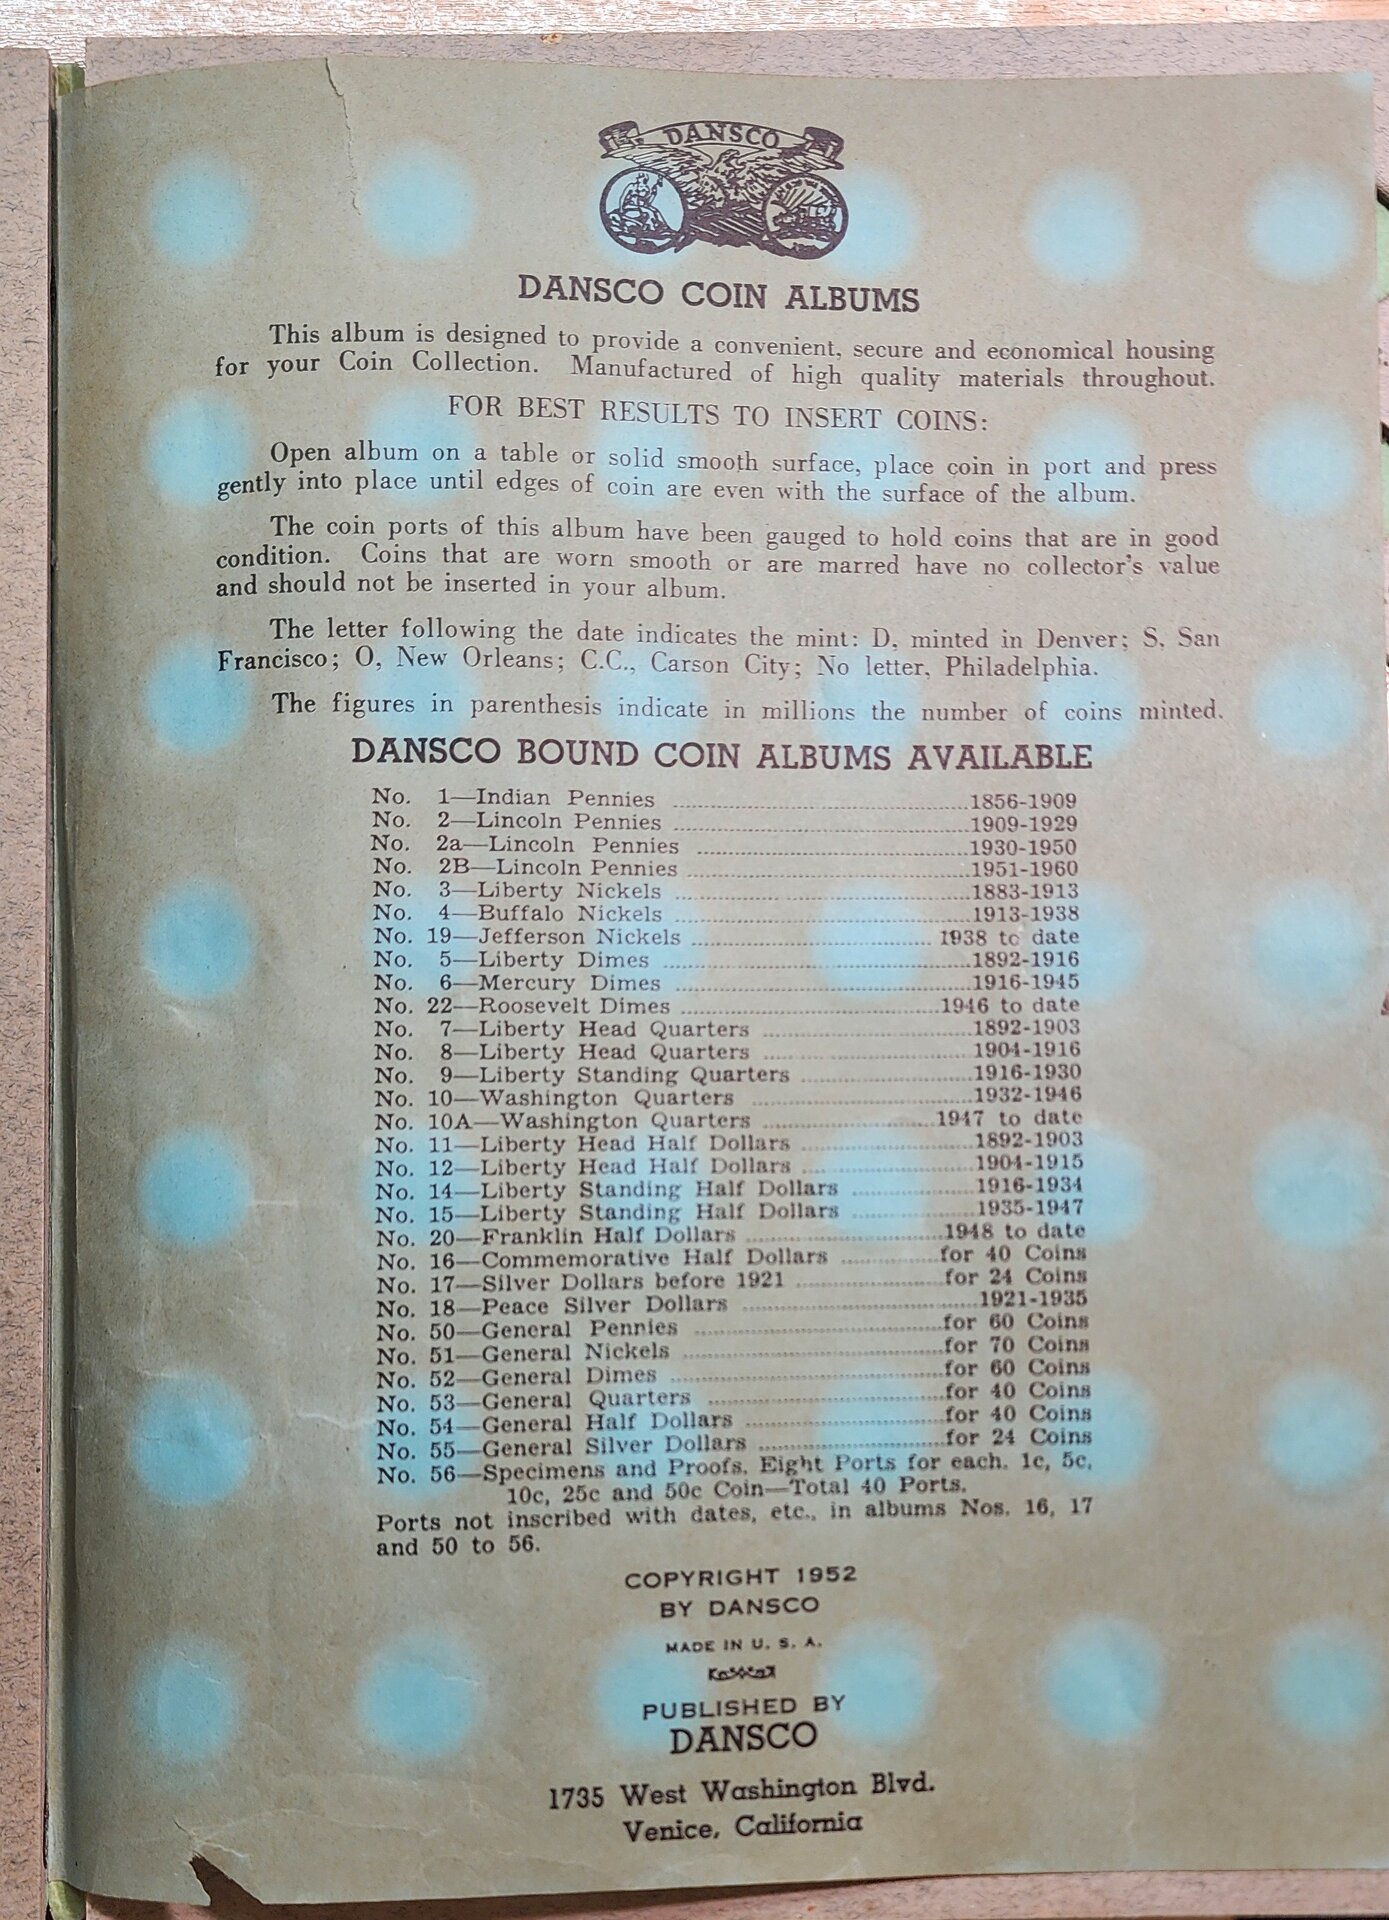 DANSCO
DANSCO COIN ALBUMS
This album is designed to provide a convenient, secure and economical housing
for your Coin Collection. Manufactured of high quality materials throughout.
FOR BEST RESULTS TO INSERT COINS:
Open album on a table or solid smooth surface, place coin in port and press
gently into place until edges of coin are even with the surface of the album.
The coin ports of this album have been gauged to hold coins that are in good
condition. Coins that are worn smooth or are marred have no collector's value
and should not be inserted in your album.
The letter following the date indicates the mint: D, minted in Denver; S, San
Francisco; O, New Orleans; C.C., Carson City; No letter, Philadelphia.
The figures in parenthesis indicate in millions the number of coins minted.
DANSCO BOUND COIN ALBUMS AVAILABLE
No. 1—Indian Pennies ........ 1856-1909
No. 2—Lincoln Pennies ........ 1909-1929
No. 2a—Lincoln Pennies ........ 1930-1950
No. 2B—Lincoln Pennies ........ 1951-1960
No. 3—Liberty Nickels ........ 1883-1913
No. 4—Buffalo Nickels ........ 1913-1938
No. 19—Jefferson Nickels ........ 1938 to date
No. 5—Liberty Dimes ........ 1892-1916
No. 6—Mercury Dimes ........ 1916-1945
No. 22—Roosevelt Dimes ........ 1946 to date
No. 7—Liberty Head Quarters ........ 1892-1903
No. 8—Liberty Head Quarters ........ 1904-1916
No. 9—Liberty Standing Quarters ........ 1916-1930
No. 10—Washington Quarters ........ 1932-1946
No. 10A—Washington Quarters ........ 1947 to date
No. 11—Liberty Head Half Dollars ........ 1892-1903
No. 12—Liberty Head Half Dollars ........ 1904-1915
No. 14—Liberty Standing Half Dollars ........ 1916-1934
No. 15—Liberty Standing Half Dollars ........ 1935-1947
No. 20—Franklin Half Dollars ........ 1948 to date
No. 16—Commemorative Half Dollars ........ for 40 Coins
No. 17—Silver Dollars before 1921 ........ for 24 Coins
No. 18—Peace Silver Dollars ........ 1921-1935
No. 50—General Pennies ........ for 60 Coins
No. 51—General Nickels ........ for 70 Coins
No. 52—General Dimes ........ for 60 Coins
No. 53—General Quarters ........ for 40 Coins
No. 54—General Half Dollars ........ for 40 Coins
No. 55—General Silver Dollars ........ for 24 Coins
No. 56—Specimens and Proofs. Eight Ports for each. 1c, 5c,
10c, 25c and 50c Coin—Total 40 Ports.
Ports not inscribed with dates, etc., in albums Nos. 16, 17
and 50 to 56.
COPYRIGHT 1952
BY DANSCO
MADE IN U. S. A.
PUBLISHED BY
DANSCO
1735 West Washington Blvd.
Venice, California